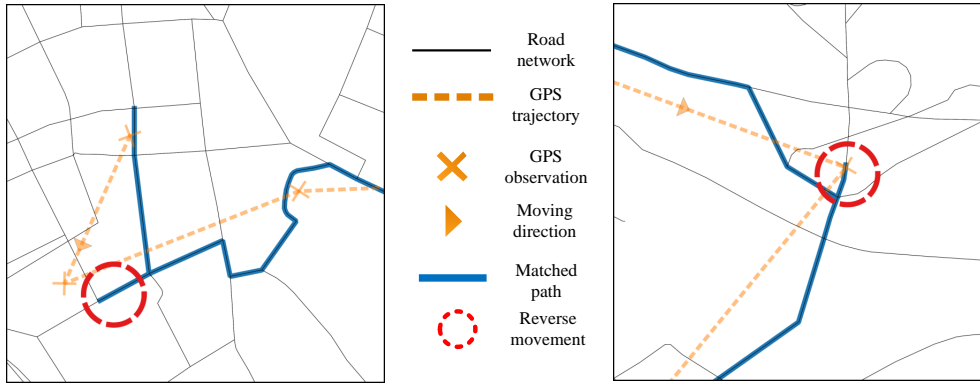 Road
network
GPS
trajectory
GPS
observation
Moving
direction
Matched
path
Reverse
movement